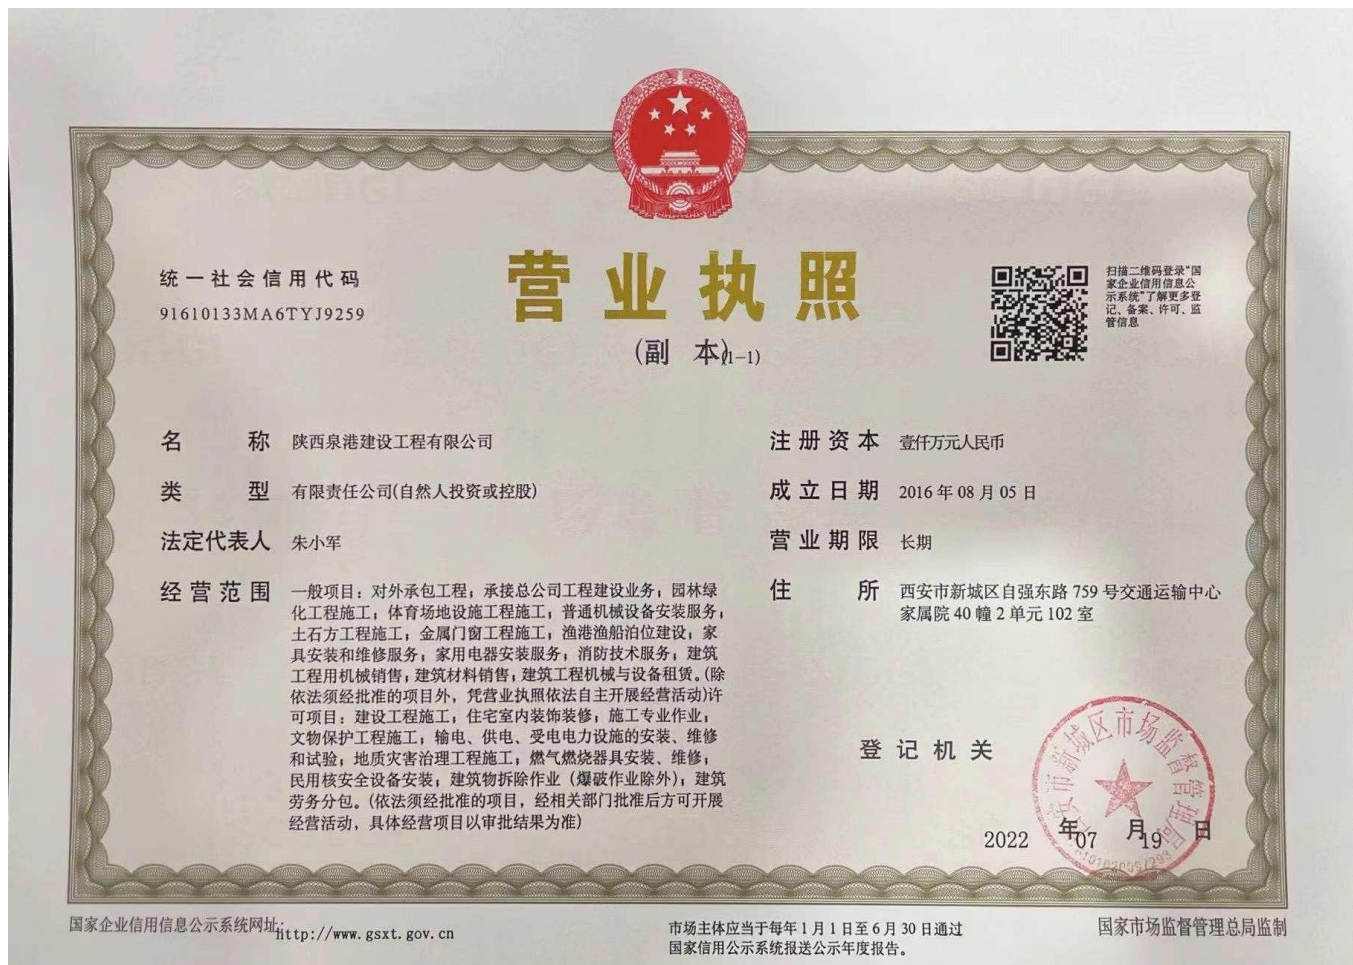 统一社会信用代码
91610133MA6TYJ9259
营业执照
(副 本)(1-1)
扫描二维码登录“国
家企业信用信息公
示系统”了解更多登
记、备案、许可、监
管信息
名 称 陕西泉港建设工程有限公司
类 型 有限责任公司(自然人投资或控股)
法定代表人 朱小军
经营范围 一般项目：对外承包工程；承接总公司工程建设业务；园林绿
化工程施工；体育场地设施工程施工；普通机械设备安装服务；
土石方工程施工；金属门窗工程施工；渔港渔船泊位建设；家
具安装和维修服务；家用电器安装服务；消防技术服务；建筑
工程用机械销售；建筑材料销售；建筑工程机械与设备租赁。(除
依法须经批准的项目外，凭营业执照依法自主开展经营活动)许
可项目：建设工程施工；住宅室内装饰装修；施工专业作业；
文物保护工程施工；输电、供电、受电电力设施的安装、维修
和试验；地质灾害治理工程施工；燃气燃烧器具安装、维修；
民用核安全设备安装；建筑物拆除作业（爆破作业除外）；建筑
劳务分包。(依法须经批准的项目，经相关部门批准后方可开展
经营活动，具体经营项目以审批结果为准)
注册资本 壹仟万元人民币
成立日期 2016 年 08 月 05 日
营业期限 长期
住 所 西安市新城区自强东路 759 号交通运输中心
家属院 40 幢 2 单元 102 室
登记机关
西安市新城区市场监督管理局
2022 年 07 月 19 日
国家企业信用信息公示系统网址:http://www.gsxt.gov.cn
市场主体应当于每年 1 月 1 日至 6 月 30 日通过
国家信用公示系统报送公示年度报告。
国家市场监督管理总局监制